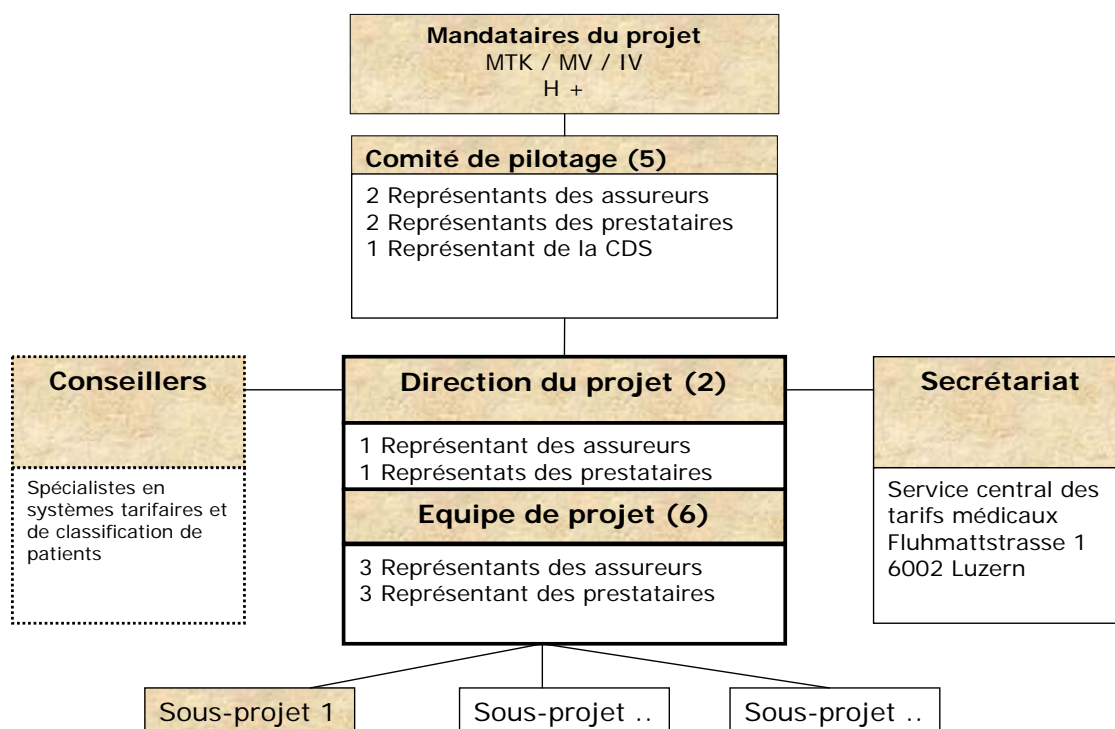 Mandataires du projet
MTK / MV / IV
H +
Comité de pilotage (5)
2 Représentants des assureurs
2 Représentants des prestataires
1 Représentant de la CDS
Conseillers
Spécialistes en
systèmes tarifaires et
de classification de
patients
Direction du projet (2)
1 Représentant des assureurs
1 Représentats des prestataires
Equipe de projet (6)
3 Représentants des assureurs
3 Représentant des prestataires
Secrétariat
Service central des
tarifs médicaux
Fluhmattstrasse 1
6002 Luzern
Sous-projet 1
Sous-projet ..
Sous-projet ..